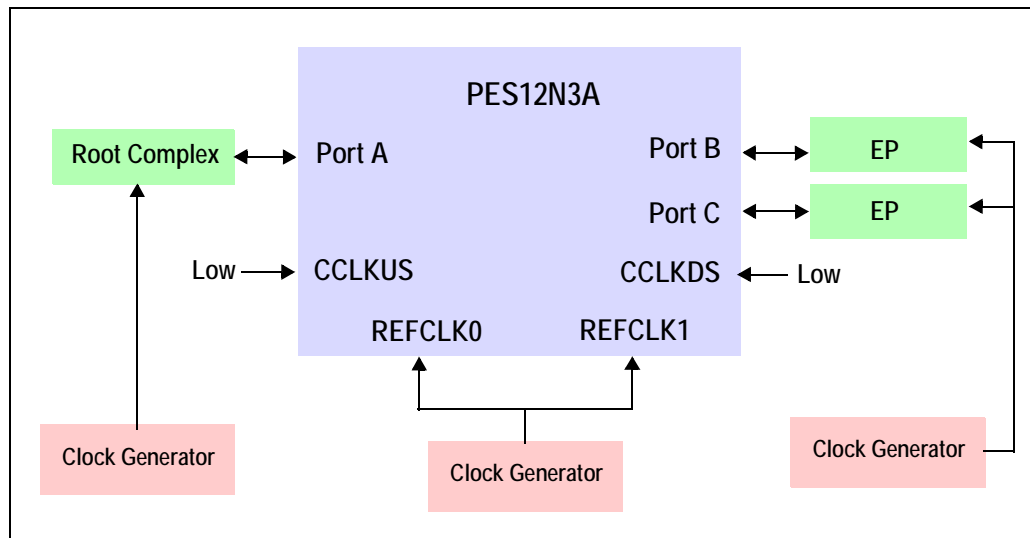 PES12N3A
Root Complex
Port A
Port B
EP
Port C
EP
Low
CCLKUS
CCLKDS
Low
REFCLK0
REFCLK1
Clock Generator
Clock Generator
Clock Generator